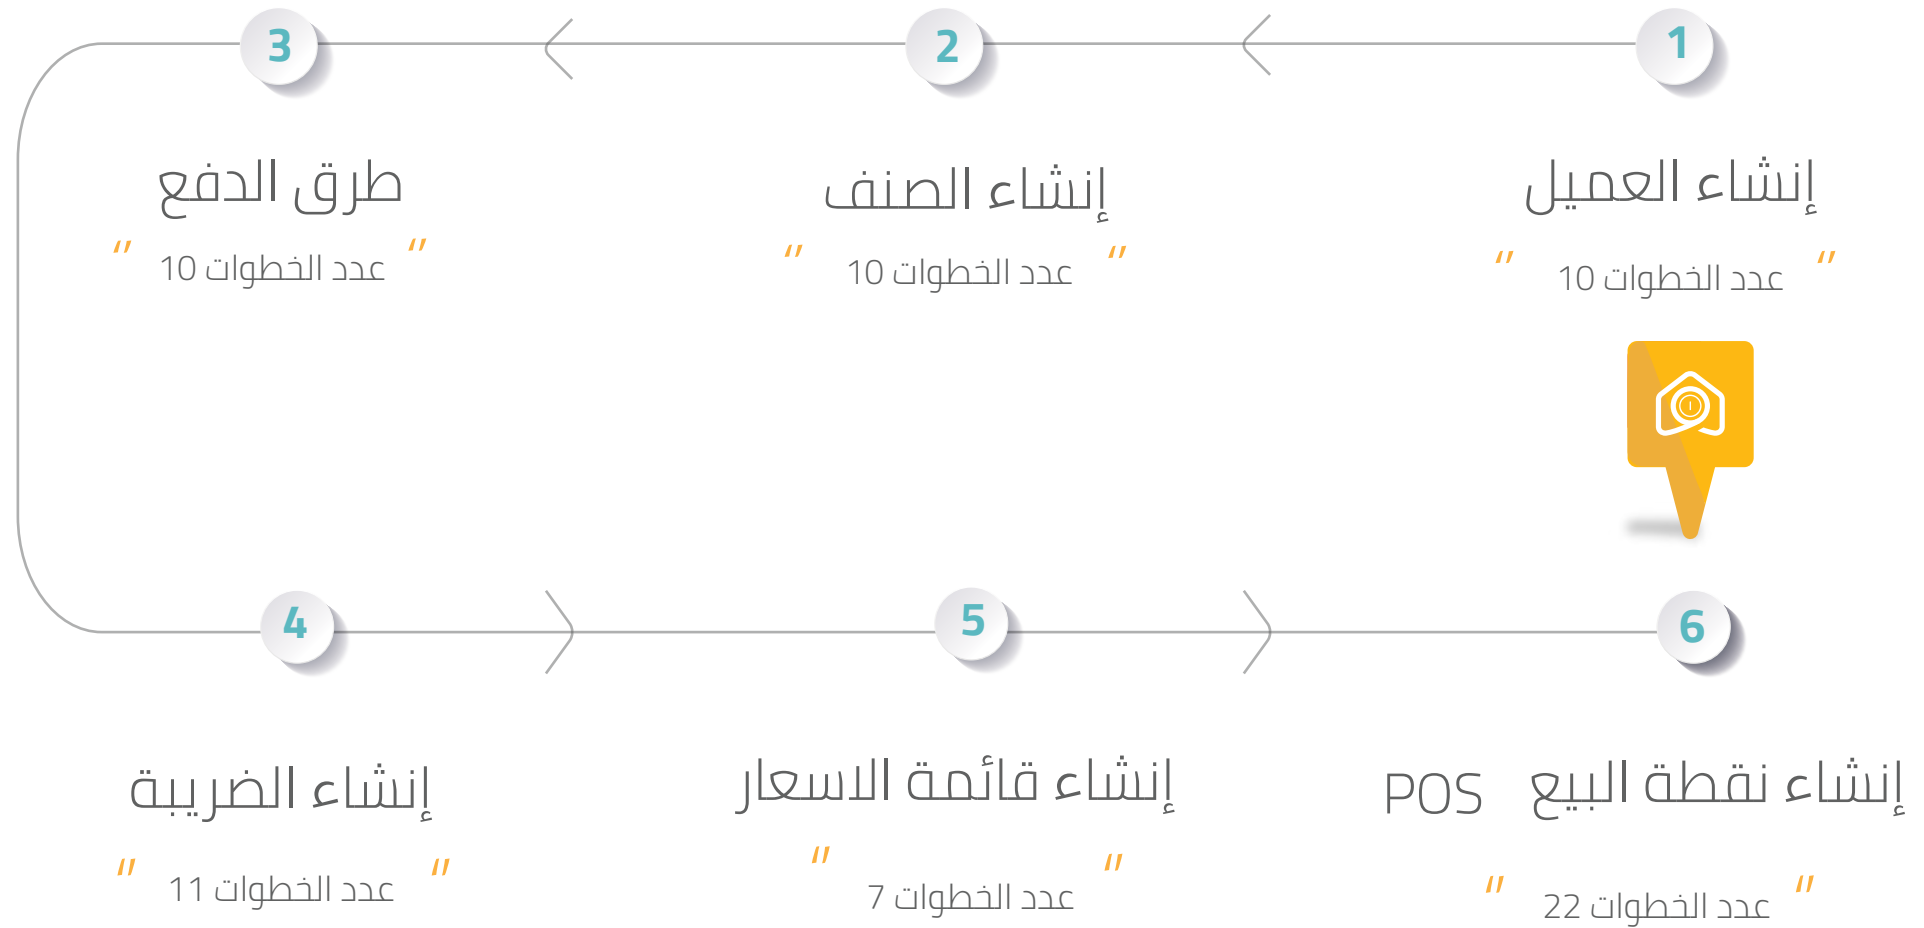 1
إنشاء العميل
" عدد الخطوات 10 "
2
إنشاء الصنف
" عدد الخطوات 10 "
3
طرق الدفع
" عدد الخطوات 10 "
4
إنشاء الضريبة
" عدد الخطوات 11 "
5
إنشاء قائمة الاسعار
" عدد الخطوات 7 "
6
إنشاء نقطة البيع POS
" عدد الخطوات 22 "